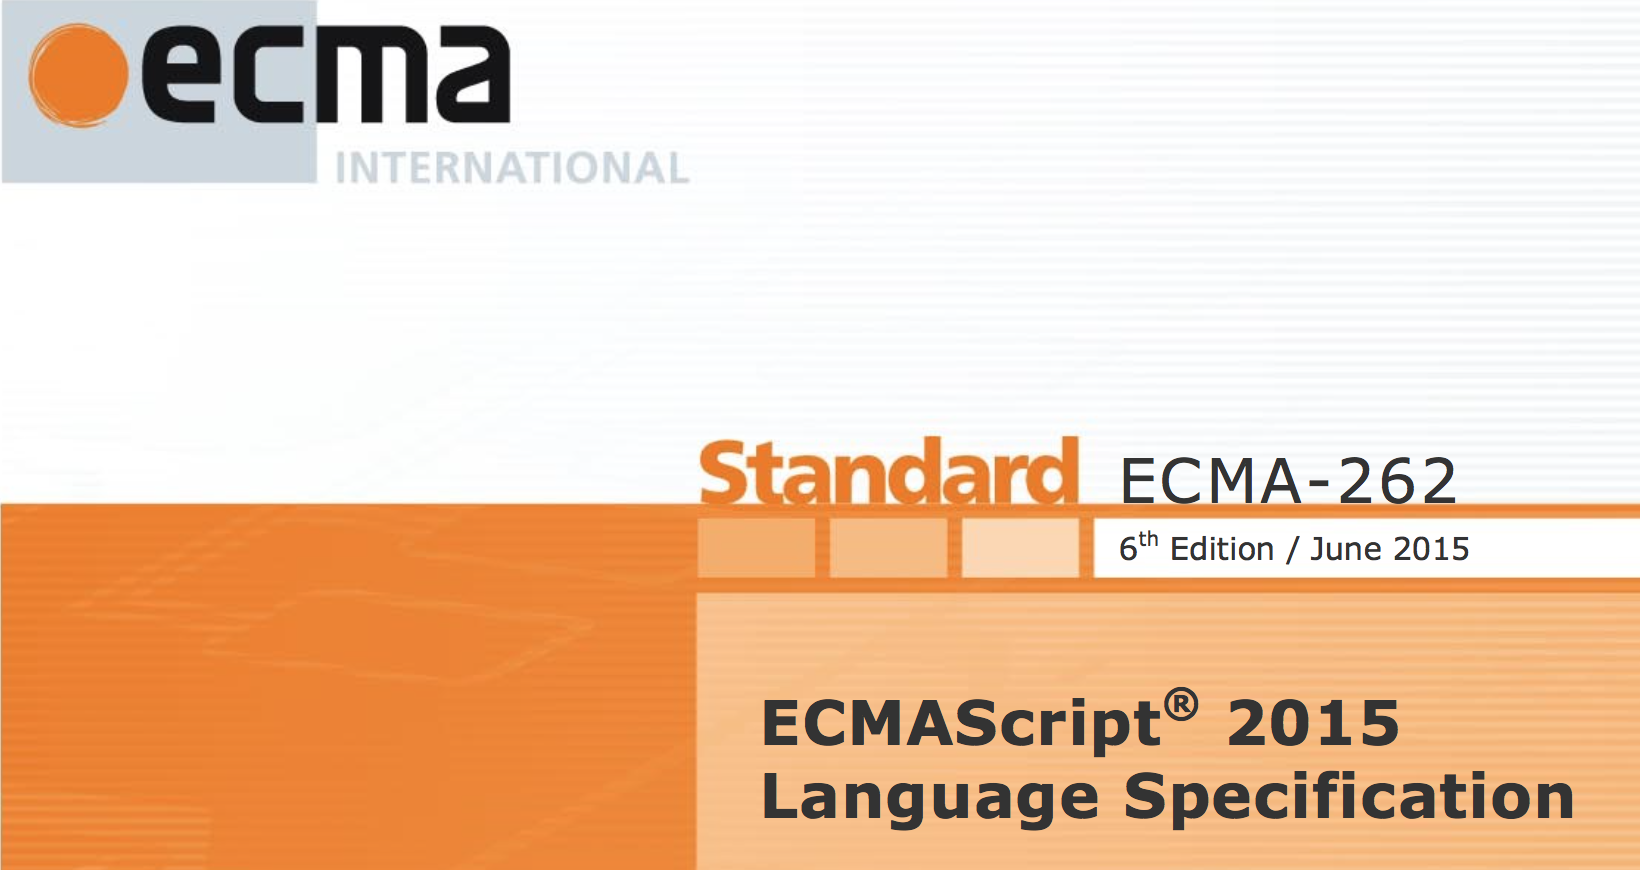 ecma
INTERNATIONAL
Standard ECMA-262
6th Edition / June 2015
ECMAScript® 2015
Language Specification